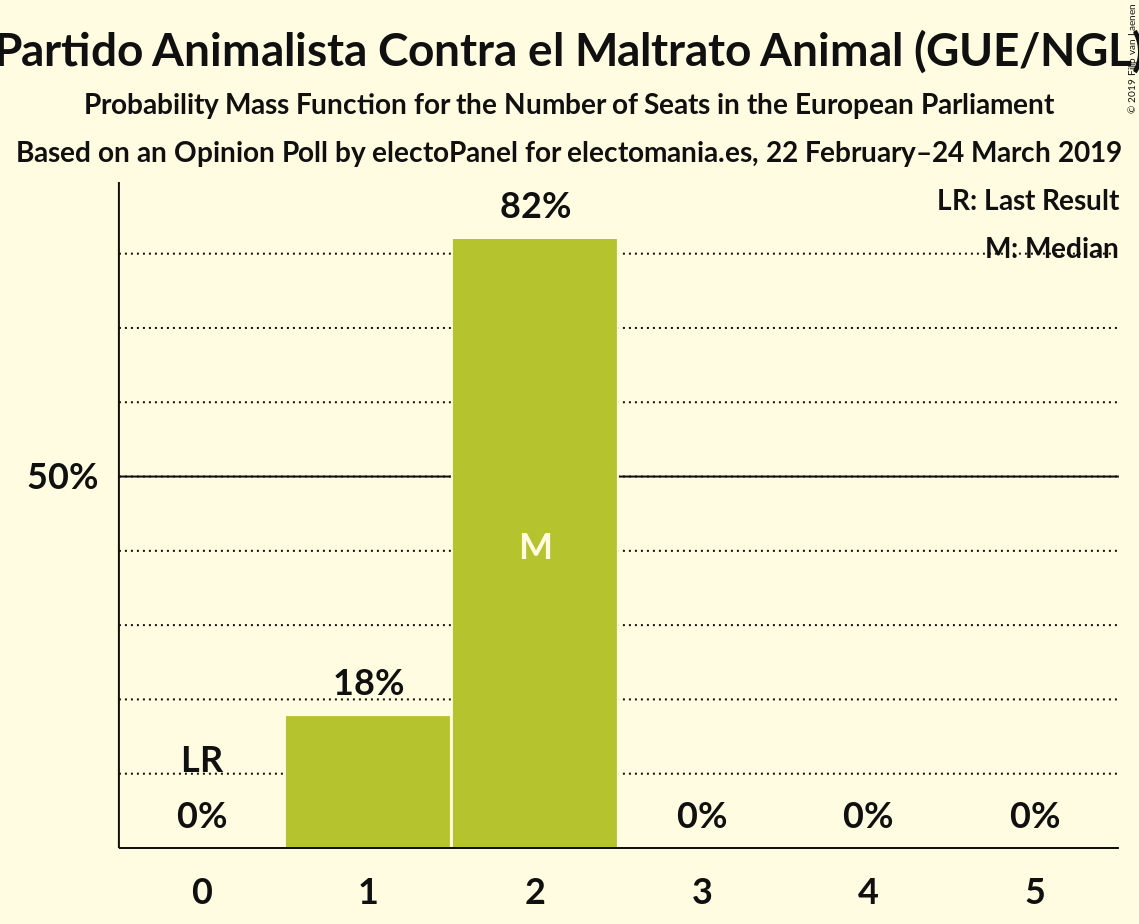 Partido Animalista Contra el Maltrato Animal (GUE/NGL)
Probability Mass Function for the Number of Seats in the European Parliament
Based on an Opinion Poll by electoPanel for electomania.es, 22 February–24 March 2019
© 2019 Filip van Laenen
LR: Last Result
M: Median
82%
50%
M
18%
LR
0%
0%
0%
0%
0
1
2
3
4
5